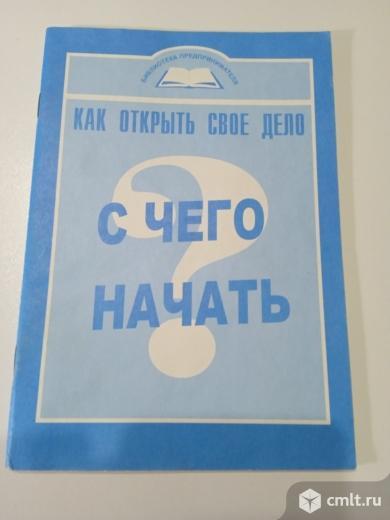 БИБЛИОТЕКА ПРЕДПРИНИМАТЕЛЯ
КАК ОТКРЫТЬ СВОЕ ДЕЛО
?
С ЧЕГО
НАЧАТЬ
cmlt.ru